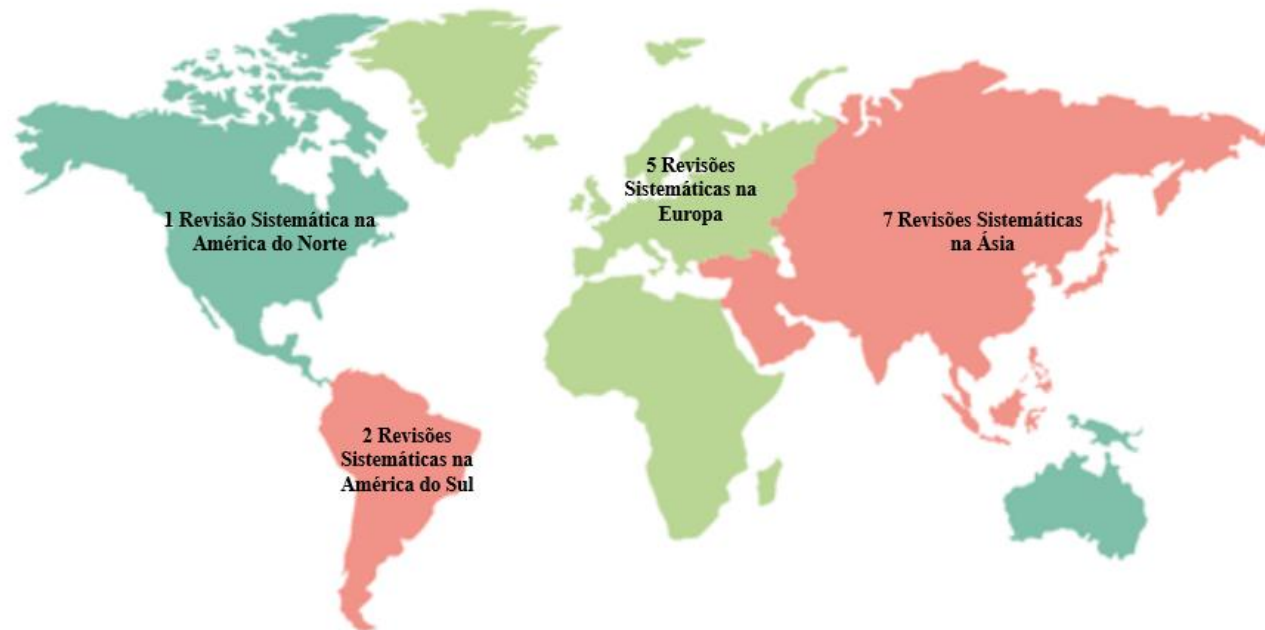 1 Revisão Sistemática na
América do Norte
5 Revisões
Sistemáticas na
Europa
7 Revisões Sistemáticas
na Ásia
2 Revisões
Sistemáticas na
América do Sul